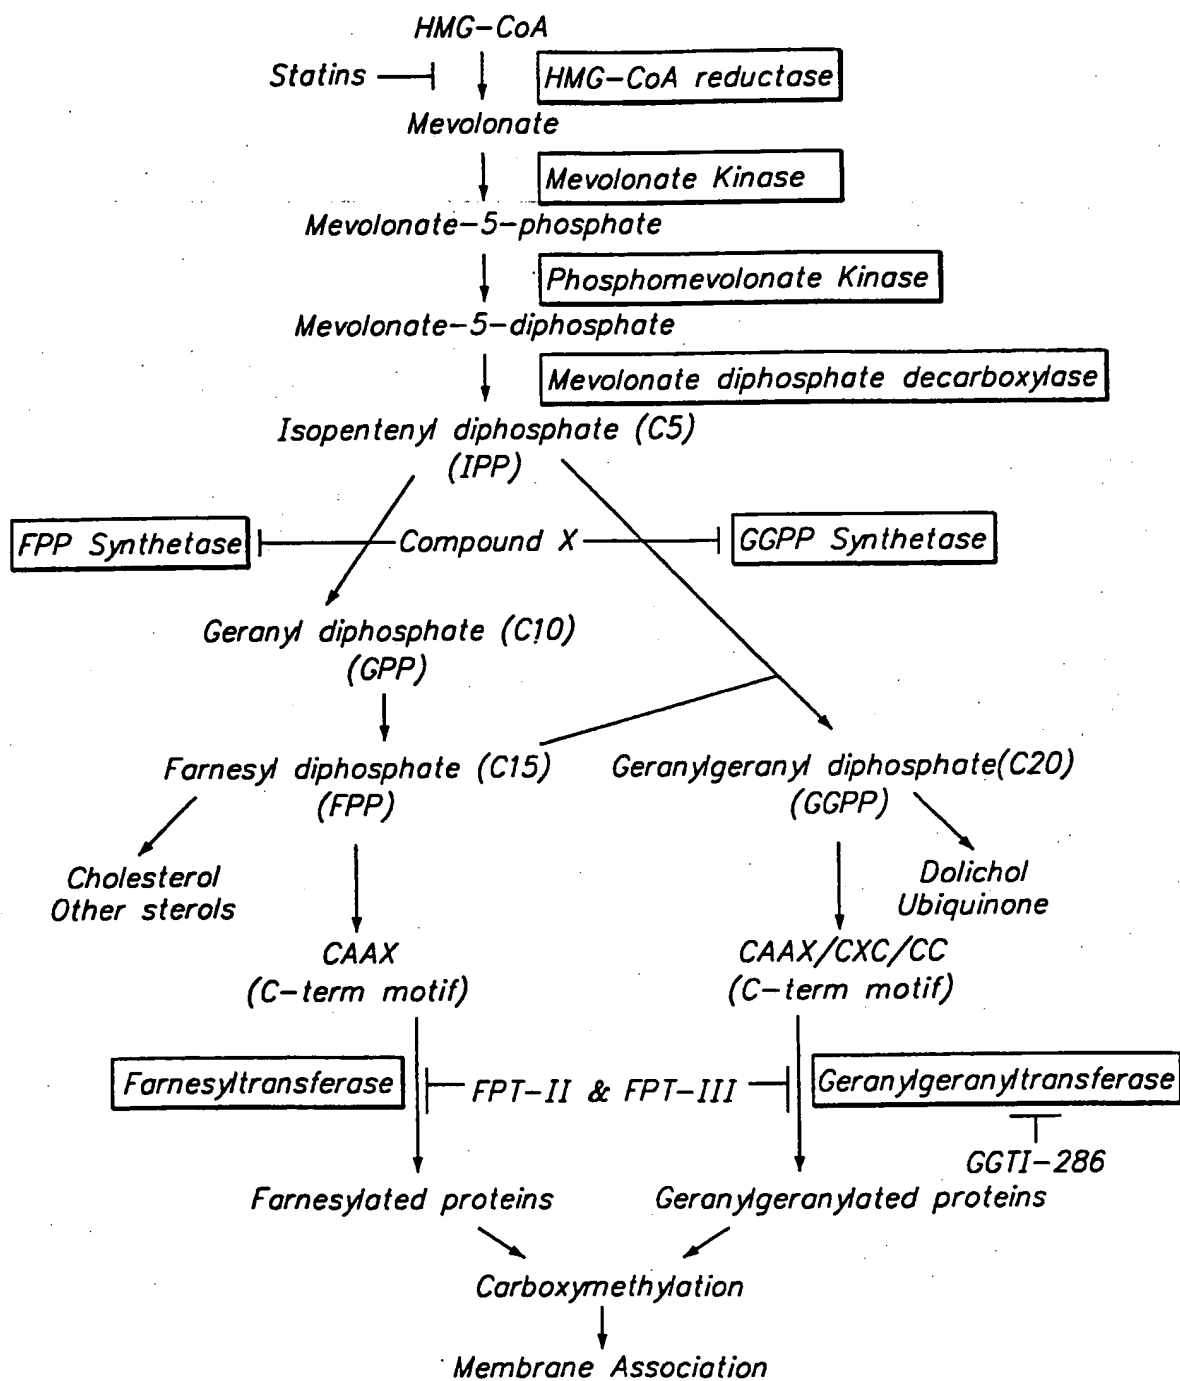 HMG-CoA
Statins
HMG-CoA reductase
Mevolonate
Mevolonate Kinase
Mevolonate-5-phosphate
Phosphomevolonate Kinase
Mevolonate-5-diphosphate
Mevolonate diphosphate decarboxylase
Isopentenyl diphosphate (C5)
(IPP)
FPP Synthetase
Compound X
GGPP Synthetase
Geranyl diphosphate (C10)
(GPP)
Farnesyl diphosphate (C15)
(FPP)
Geranylgeranyl diphosphate(C20)
(GGPP)
Cholesterol
Other sterols
Dolichol
Ubiquinone
CAAX
(C-term motif)
CAAX/CXC/CC
(C-term motif)
Farnesyltransferase
FPT-II & FPT-III
Geranylgeranyltransferase
GGTI-286
Farnesylated proteins
Geranylgeranylated proteins
Carboxymethylation
Membrane Association